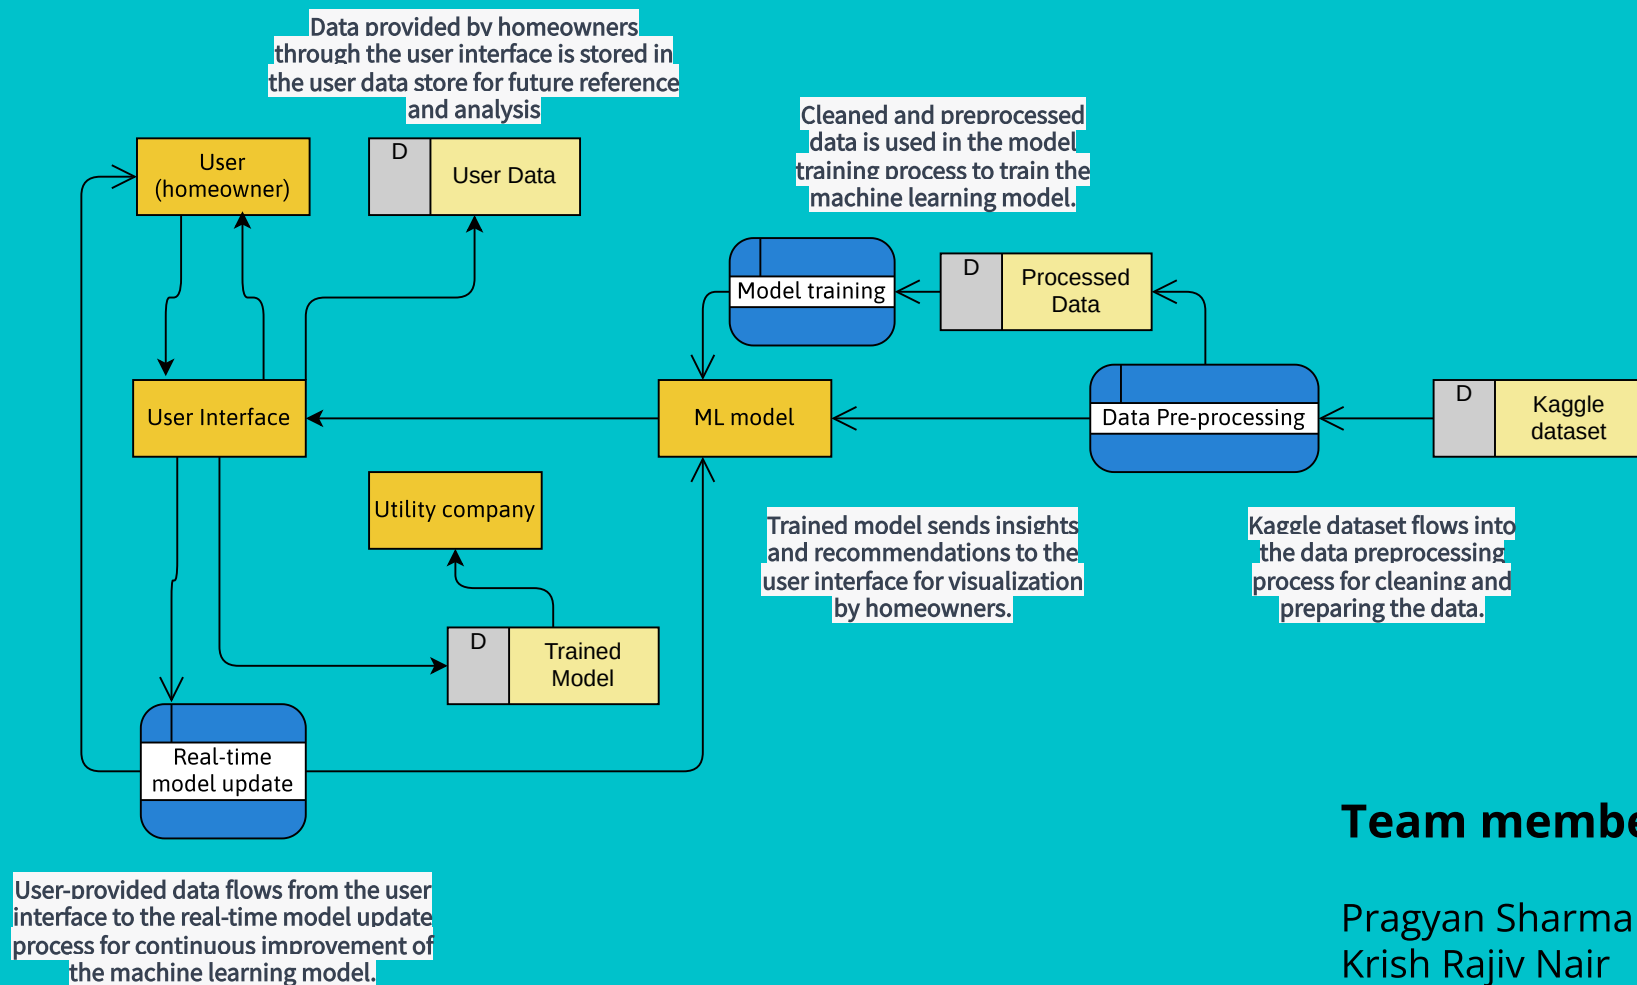 Data provided by homeowners
through the user interface is stored in
the user data store for future reference
and analysis
Cleaned and preprocessed
data is used in the model
training process to train the
machine learning model.
User
(homeowner)
D
User Data
Model training
D
Processed
Data
User Interface
ML model
Data Pre-processing
D
Kaggle
dataset
Utility company
Trained model sends insights
and recommendations to the
user interface for visualization
by homeowners.
Kaggle dataset flows into
the data preprocessing
process for cleaning and
preparing the data.
D
Trained
Model
Real-time
model update
User-provided data flows from the user
interface to the real-time model update
process for continuous improvement of
the machine learning model.
Team membe
Pragyan Sharma
Krish Rajiv Nair